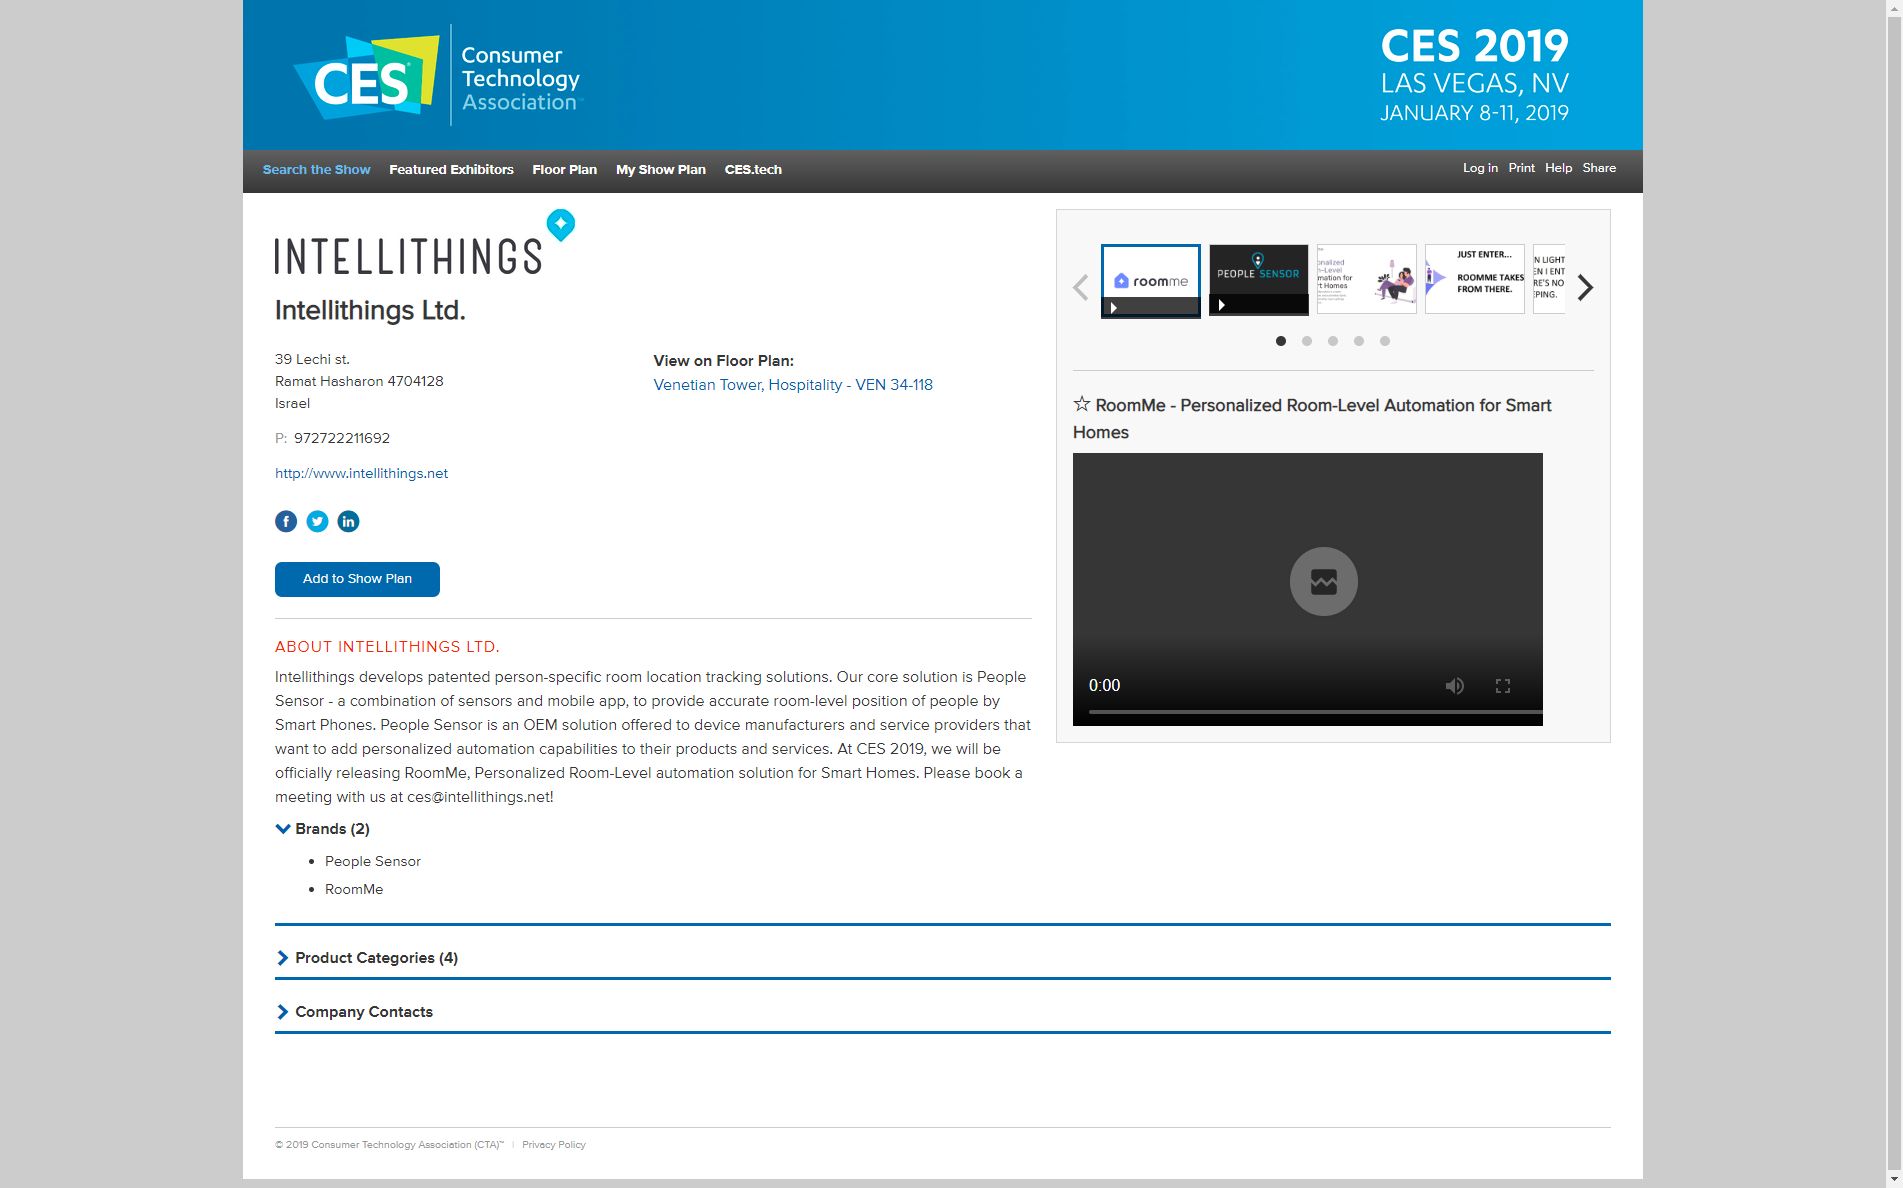 CES
Consumer
Technology
Association
CES 2019
LAS VEGAS, NV
JANUARY 8-11, 2019
Search the Show Featured Exhibitors Floor Plan My Show Plan CES.tech
Log in Print Help Share
INTELLITHINGS
Intellithings Ltd.
39 Lechi st.
Ramat Hasharon 4704128
Israel
P: 972722211692
http://www.intellithings.net
View on Floor Plan:
Venetian Tower, Hospitality - VEN 34-118
Add to Show Plan
ABOUT INTELLITHINGS LTD.
Intellithings develops patented person-specific room location tracking solutions. Our core solution is People
Sensor - a combination of sensors and mobile app, to provide accurate room-level position of people by
Smart Phones. People Sensor is an OEM solution offered to device manufacturers and service providers that
want to add personalized automation capabilities to their products and services. At CES 2019, we will be
officially releasing RoomMe, Personalized Room-Level automation solution for Smart Homes. Please book a
meeting with us at ces@intellithings.net!
Brands (2)
• People Sensor
• RoomMe
roomme
PEOPLE SENSOR
nalized
-Level
mation for
t Homes
JUST ENTER...
ROOMME TAKES
FROM THERE.
N LIGHT
EN I ENT
RE'S NO
PING.
☆ RoomMe - Personalized Room-Level Automation for Smart
Homes
0:00
Product Categories (4)
Company Contacts
© 2019 Consumer Technology Association (CTA)™ | Privacy Policy